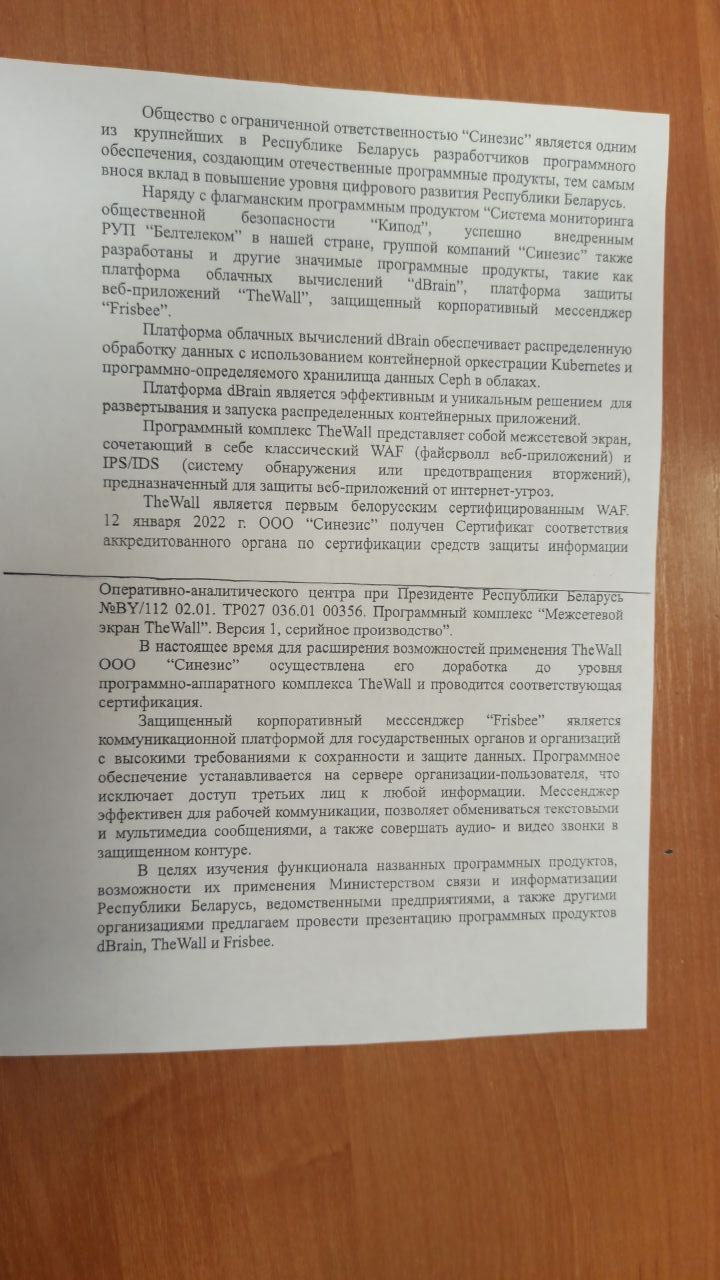 Общество с ограниченной ответственностью “Синезис” является одним
из крупнейших в Республике Беларусь разработчиков программного
обеспечения, создающим отечественные программные продукты, тем самым
внося вклад в повышение уровня цифрового развития Республики Беларусь.
Наряду с флагманским программным продуктом “Система мониторинга
общественной безопасности “Кипод”, успешно внедренным
РУП “Белтелеком” в нашей стране, группой компаний “Синезис” также
разработаны и другие значимые программные продукты, такие как
платформа облачных вычислений “dBrain”, платформа защиты
веб-приложений “TheWall”, защищенный корпоративный мессенджер
“Frisbee”.
Платформа облачных вычислений dBrain обеспечивает распределенную
обработку данных с использованием контейнерной оркестрации Kubernetes и
программно-определяемого хранилища данных Ceph в облаках.
Платформа dBrain является эффективным и уникальным решением для
развертывания и запуска распределенных контейнерных приложений.
Программный комплекс TheWall представляет собой межсетевой экран,
сочетающий в себе классический WAF (файерволл веб-приложений) и
IPS/IDS (систему обнаружения или предотвращения вторжений),
предназначенный для защиты веб-приложений от интернет-угроз.
TheWall является первым белорусским сертифицированным WAF.
12 января 2022 г. ООО “Синезис” получен Сертификат соответствия
аккредитованного органа по сертификации средств защиты информации
Оперативно-аналитического центра при Президенте Республики Беларусь
№BY/112 02.01. ТР027 036.01 00356. Программный комплекс “Межсетевой
экран TheWall”. Версия 1, серийное производство”.
В настоящее время для расширения возможностей применения TheWall
ООО “Синезис” осуществлена его доработка до уровня
программно-аппаратного комплекса TheWall и проводится соответствующая
сертификация.
Защищенный корпоративный мессенджер “Frisbee” является
коммуникационной платформой для государственных органов и организаций
с высокими требованиями к сохранности и защите данных. Программное
обеспечение устанавливается на сервере организации-пользователя, что
исключает доступ третьих лиц к любой информации. Мессенджер
эффективен для рабочей коммуникации, позволяет обмениваться текстовыми
и мультимедиа сообщениями, а также совершать аудио- и видео звонки в
защищенном контуре.
В целях изучения функционала названных программных продуктов,
возможности их применения Министерством связи и информатизации
Республики Беларусь, ведомственными предприятиями, а также другими
организациями предлагаем провести презентацию программных продуктов
dBrain, TheWall и Frisbee.